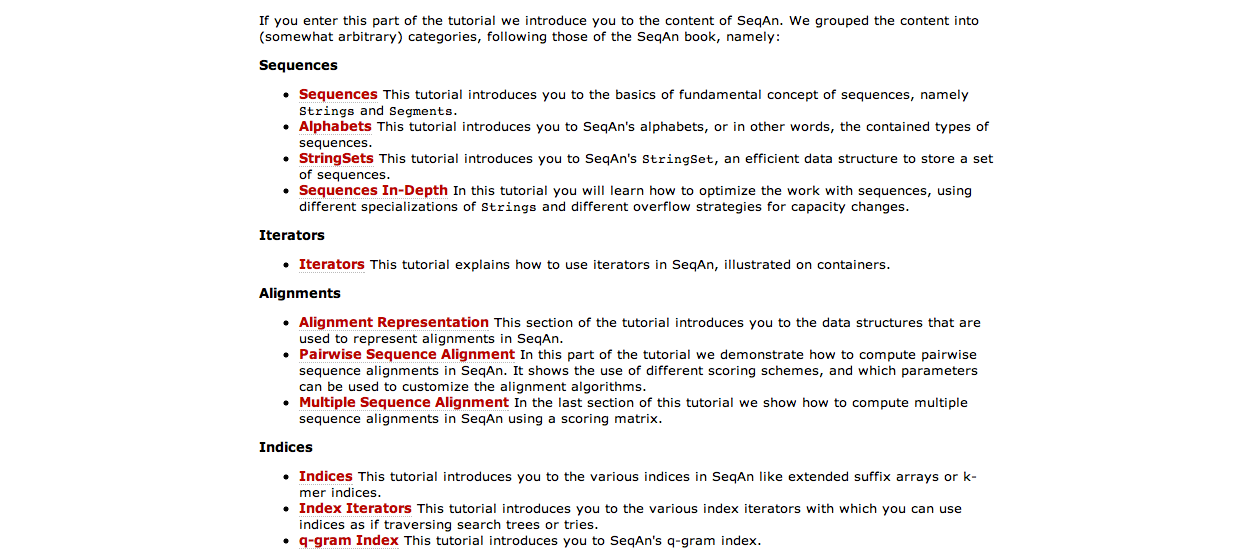 If you enter this part of the tutorial we introduce you to the content of SeqAn. We grouped the content into
(somewhat arbitrary) categories, following those of the SeqAn book, namely:
Sequences
• Sequences This tutorial introduces you to the basics of fundamental concept of sequences, namely
Strings and Segments.
• Alphabets This tutorial introduces you to SeqAn's alphabets, or in other words, the contained types of
sequences.
• StringSets This tutorial introduces you to SeqAn's StringSet, an efficient data structure to store a set
of sequences.
• Sequences In-Depth In this tutorial you will learn how to optimize the work with sequences, using
different specializations of Strings and different overflow strategies for capacity changes.
Iterators
• Iterators This tutorial explains how to use iterators in SeqAn, illustrated on containers.
Alignments
• Alignment Representation This section of the tutorial introduces you to the data structures that are
used to represent alignments in SeqAn.
• Pairwise Sequence Alignment In this part of the tutorial we demonstrate how to compute pairwise
sequence alignments in SeqAn. It shows the use of different scoring schemes, and which parameters
can be used to customize the alignment algorithms.
• Multiple Sequence Alignment In the last section of this tutorial we show how to compute multiple
sequence alignments in SeqAn using a scoring matrix.
Indices
• Indices This tutorial introduces you to the various indices in SeqAn like extended suffix arrays or k-
mer indices.
• Index Iterators This tutorial introduces you to the various index iterators with which you can use
indices as if traversing search trees or tries.
• q-gram Index This tutorial introduces you to SeqAn's q-gram index.